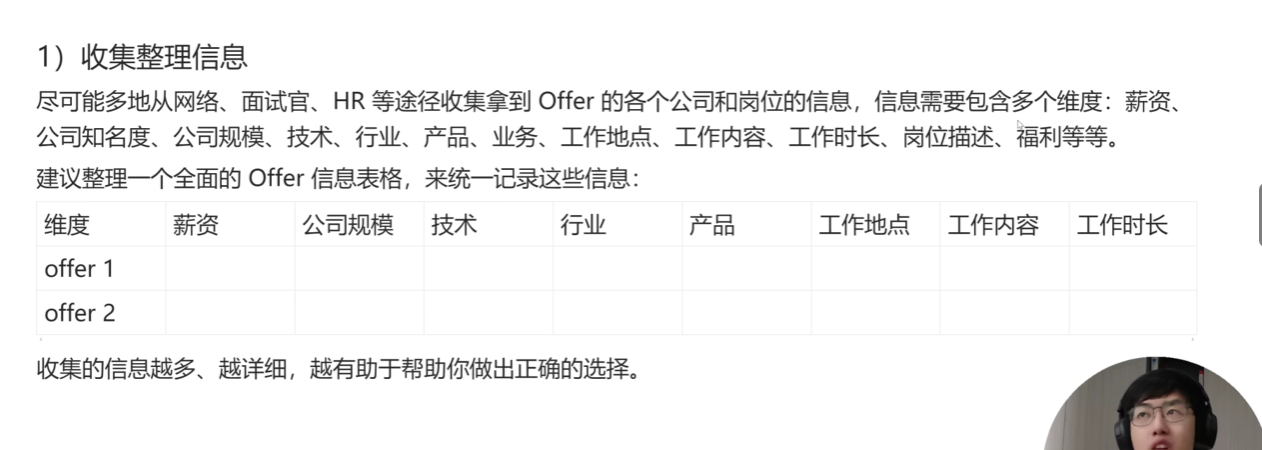 1）收集整理信息
尽可能多地从网络、面试官、HR 等途径收集拿到 Offer 的各个公司和岗位的信息，信息需要包含多个维度：薪资、
公司知名度、公司规模、技术、行业、产品、业务、工作地点、工作内容、工作时长、岗位描述、福利等等。
建议整理一个全面的 Offer 信息表格，来统一记录这些信息：
维度 薪资 公司规模 技术 行业 产品 工作地点 工作内容 工作时长
offer 1
offer 2
收集的信息越多、越详细，越有助于帮助你做出正确的选择。